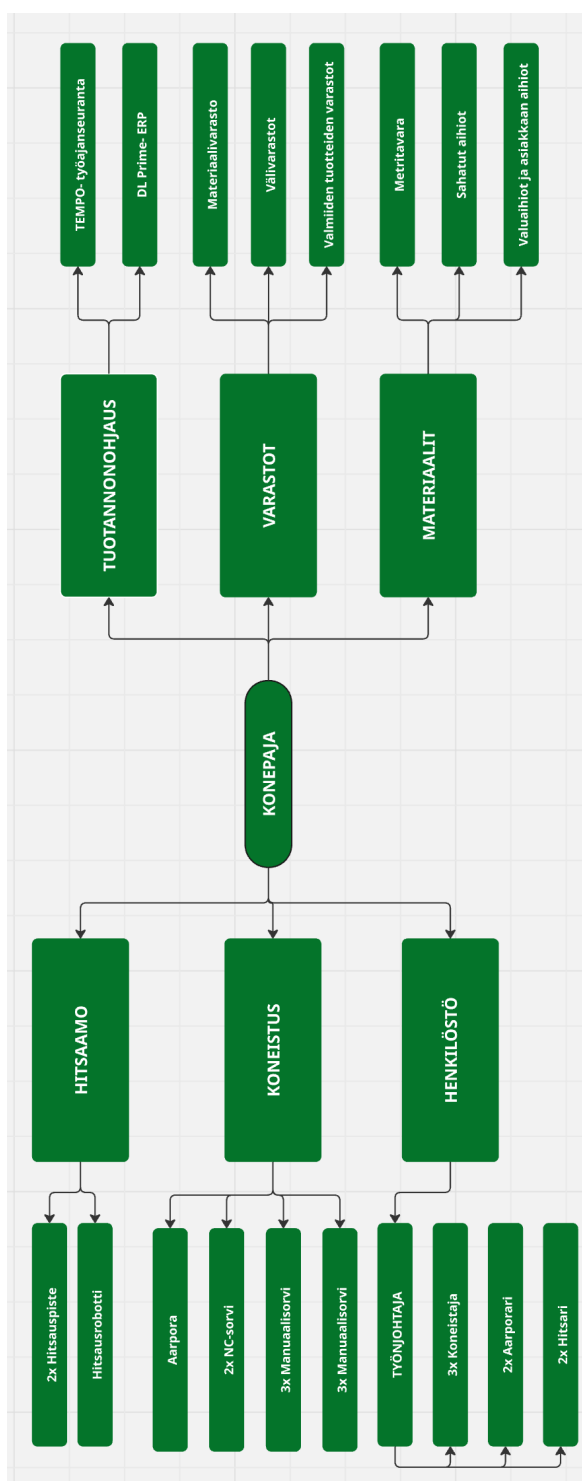 TEMPO- työajanseuranta
DL Prime- ERP
Materiaalivarasto
Välivarastot
Valmiiden tuotteiden varastot
Metritavara
Sahatut aihiot
Valuaihiot ja asiakkaan aihiot
TUOTANNONOHJAUS
VARASTOT
MATERIAALIT
KONEPAJA
HITSAAMO
KONEISTUS
HENKILÖSTÖ
2x Hitsauspiste
Hitsausrobotti
Aarpora
2x NC-sorvi
3x Manuaalisorvi
3x Manuaalisorvi
TYÖNJOHTAJA
3x Koneistaja
2x Aarporari
2x Hitsari